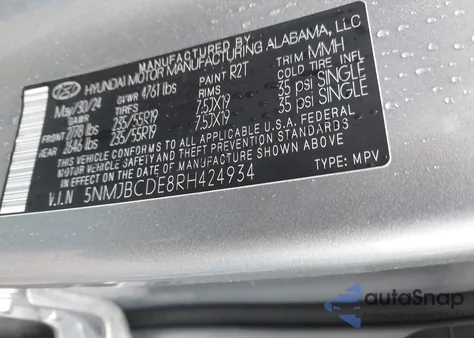 MANUFACTURED BY
HYUNDAI MOTOR MANUFACTURING ALABAMA, LLC
May/30/24 GVWR 4761 lbs PAINT R2T TRIM MMH
GAWR RIMS COLD TIRE INFL
FRONT lbs 235/55R19 7.5JX19 35 psi SINGLE
REAR 2646 lbs 235/55R19 7.5JX19 35 psi SINGLE
THIS VEHICLE CONFORMS TO ALL APPLICABLE U.S.A. FEDERAL
MOTOR VEHICLE SAFETY AND THEFT PREVENTION STANDARDS
IN EFFECT ON THE DATE OF MANUFACTURE SHOWN ABOVE
V.I.N 5NMJBCDE8RH424934 TYPE: MPV
autoSnap